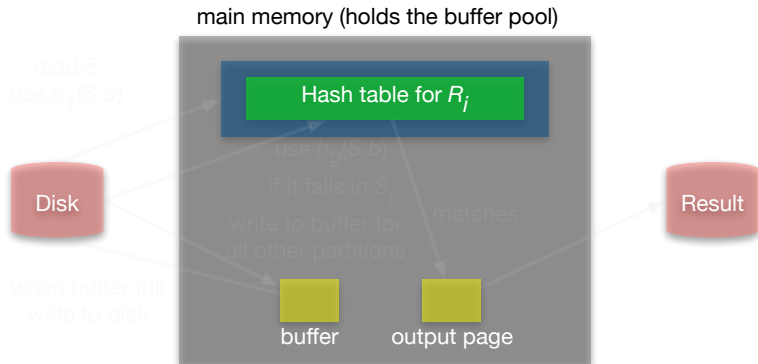 main memory (holds the buffer pool)
read S
use h1(S.b)
Hash table for Ri
use h2(S.b)
if it falls in Si
write to buffer for
all other partitions
matches
Disk
Result
when buffer full
write to disk
buffer
output page